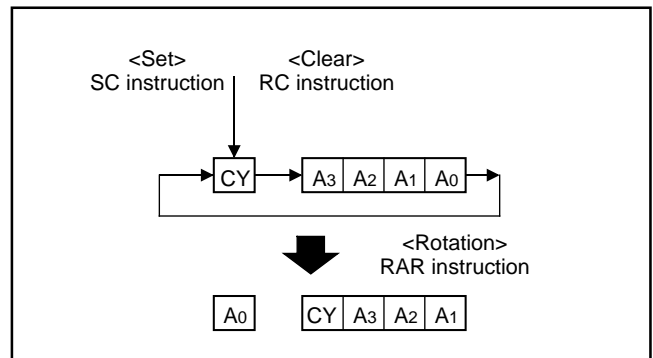 <Set> <Clear>
SC instruction RC instruction
CY A3 A2 A1 A0
<Rotation>
RAR instruction
A0 CY A3 A2 A1